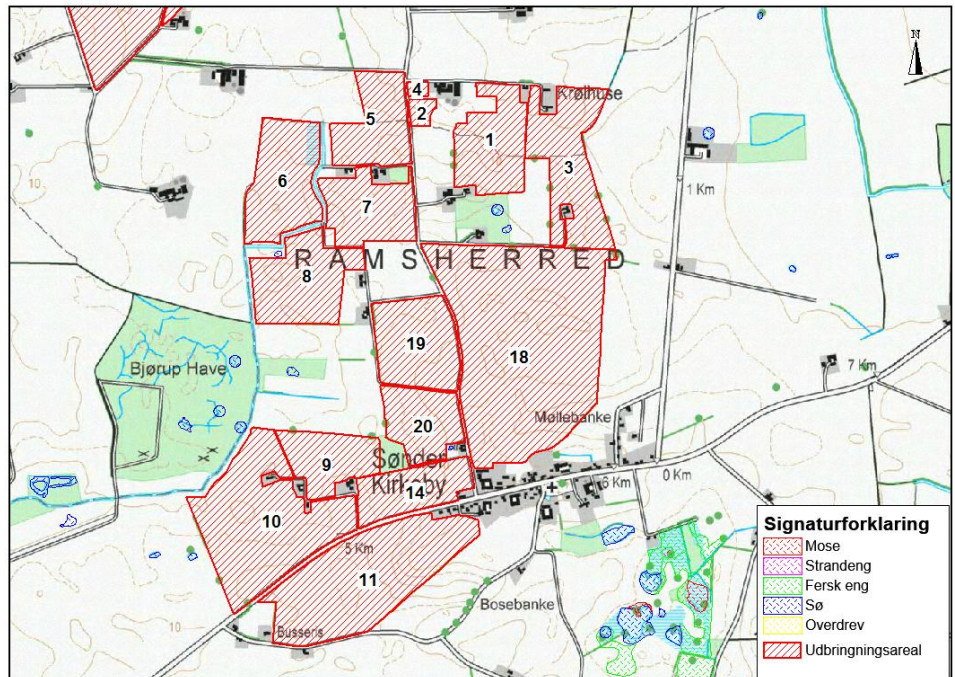 N
4
Krølhuse
2
5
1
3
6
10
1 Km
7
RAMSHERRED
8
19
18
Bjørup Have
7 Km
Møllebanke
20
Sønder
Kirkeby
9
14
6 Km
0 Km
10
5 Km
11
Bosebanke
10
Busseris
Signaturforklaring
Mose
Strandeng
Fersk eng
Sø
Overdrev
Udbringningsareal